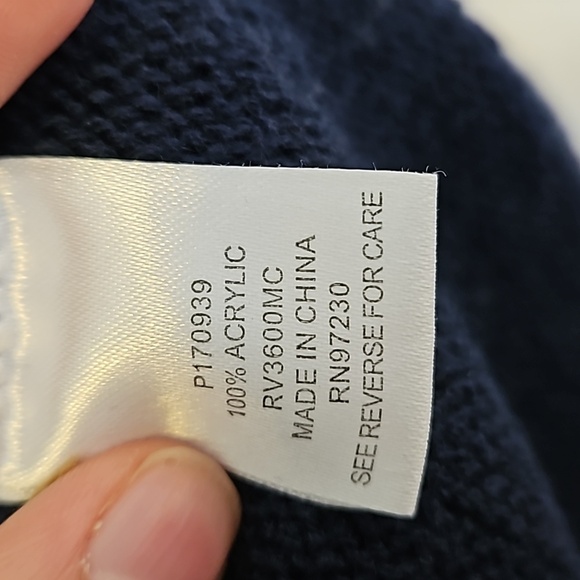 P170939
100% ACRYLIC
RV3600MC
MADE IN CHINA
RN97230
SEE REVERSE FOR CARE